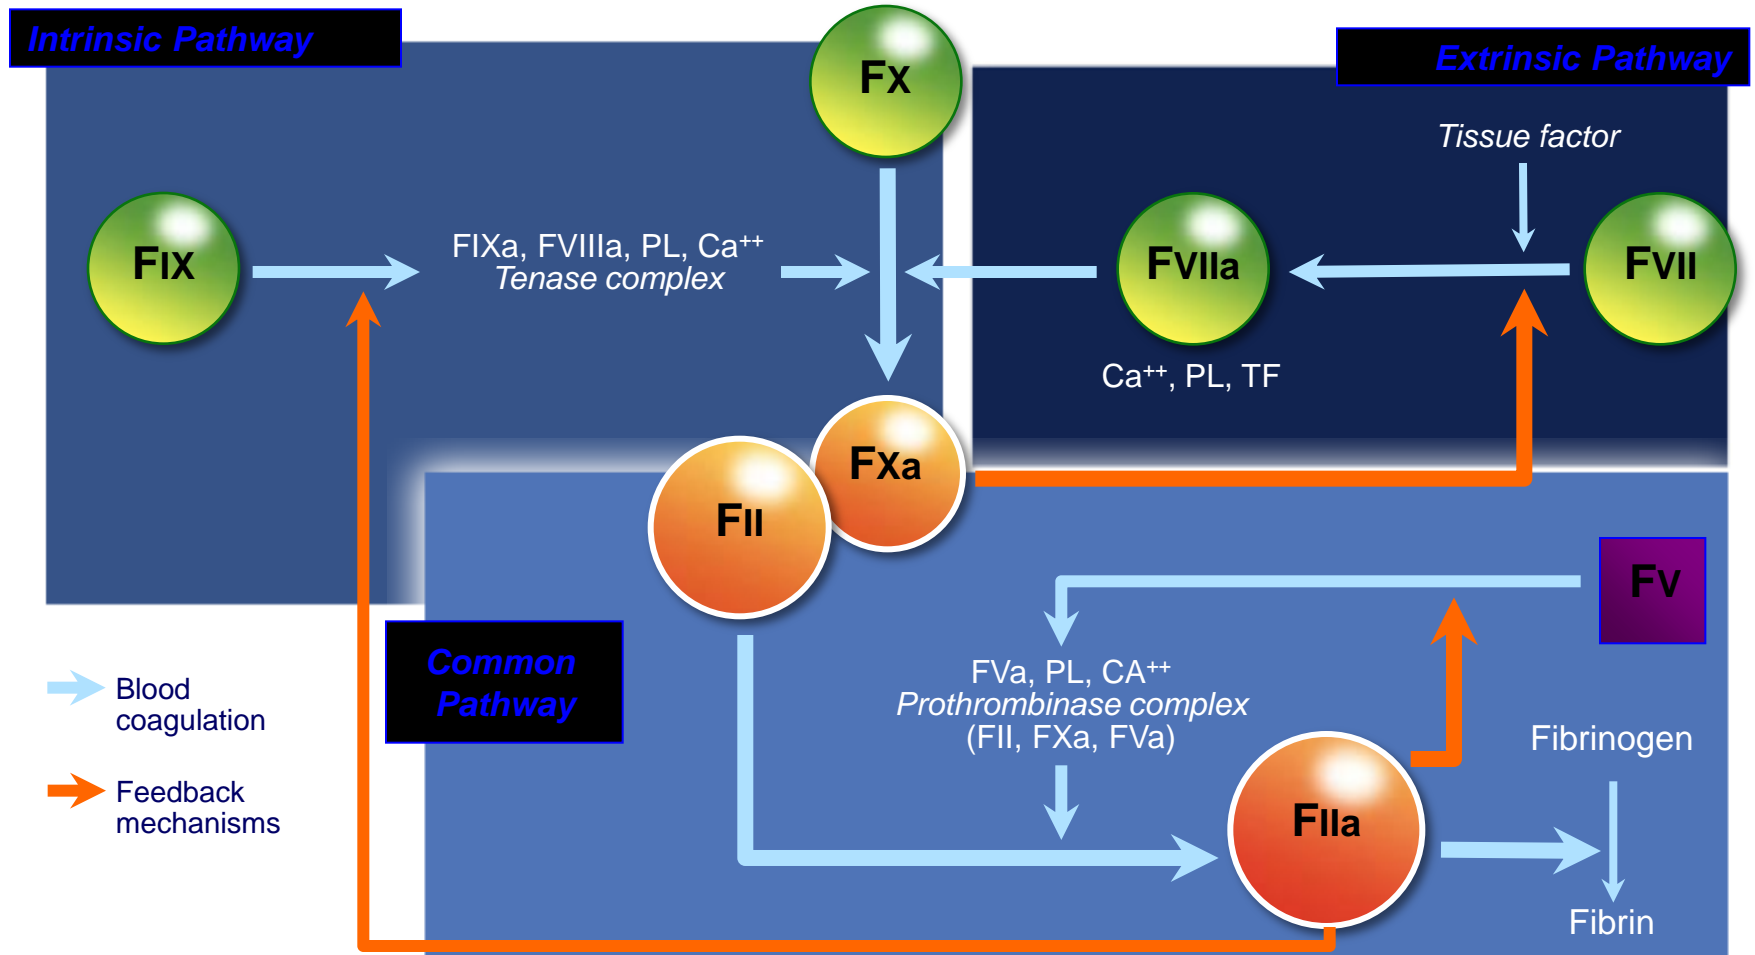 Intrinsic Pathway
FX
Extrinsic Pathway
Tissue factor
FIX
FIXa, FVIIIa, PL, Ca⁺⁺
Tenase complex
FVIIa
FVII
Ca⁺⁺, PL, TF
FXa
FII
FV
Common
Pathway
FVa, PL, CA⁺⁺
Prothrombinase complex
(FII, FXa, FVa)
Blood
coagulation
Feedback
mechanisms
FIIa
Fibrinogen
Fibrin